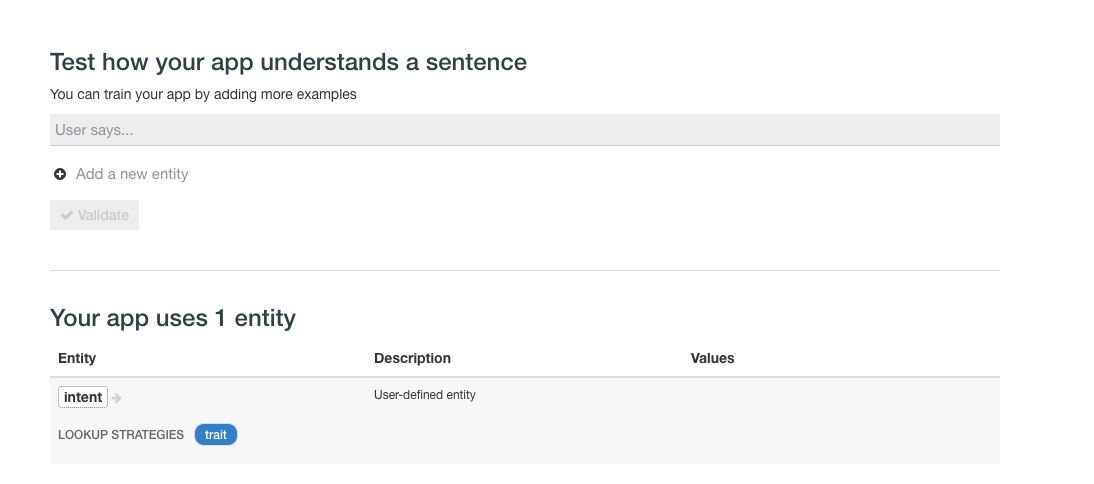 Test how your app understands a sentence
You can train your app by adding more examples
User says...
Add a new entity
Validate
Your app uses 1 entity
Entity Description Values
intent User-defined entity
LOOKUP STRATEGIES trait